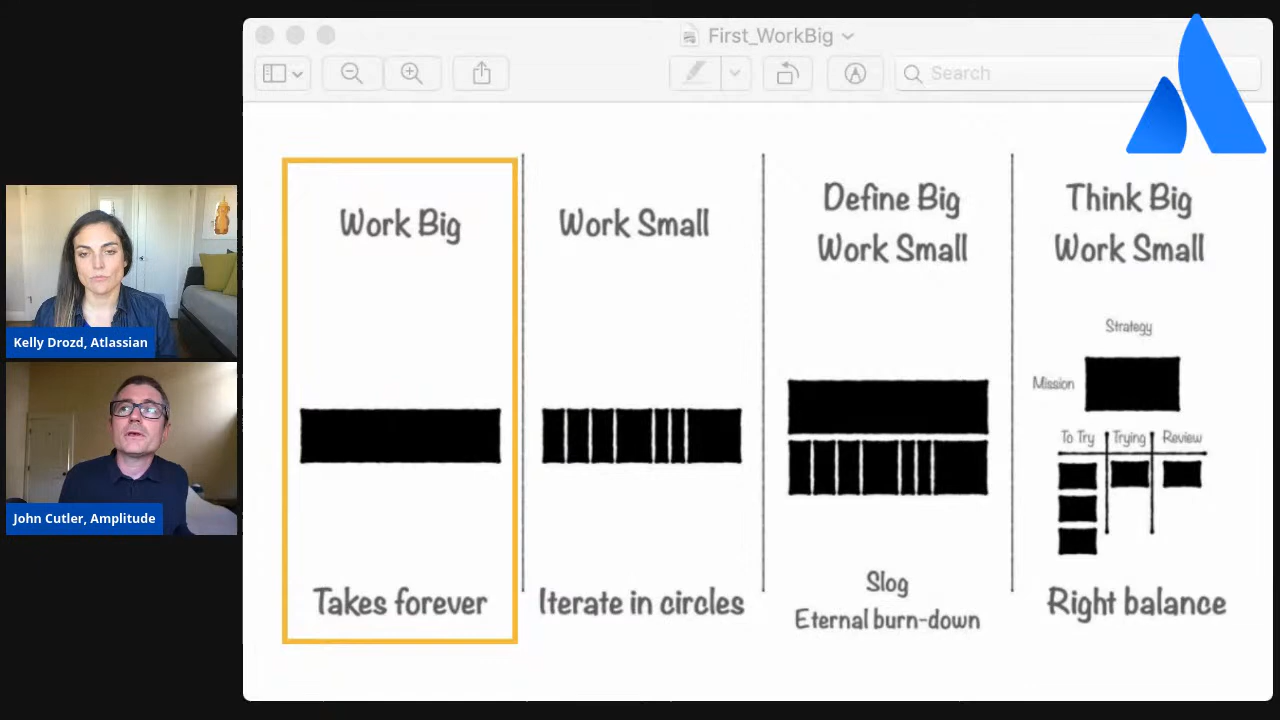 First_WorkBig
Search
Kelly Drozd, Atlassian
John Cutler, Amplitude
Work Big
Takes forever
Work Small
Iterate in circles
Define Big
Work Small
Slog
Eternal burn-down
Think Big
Work Small
Strategy
Mission
To Try Trying Review
Right balance